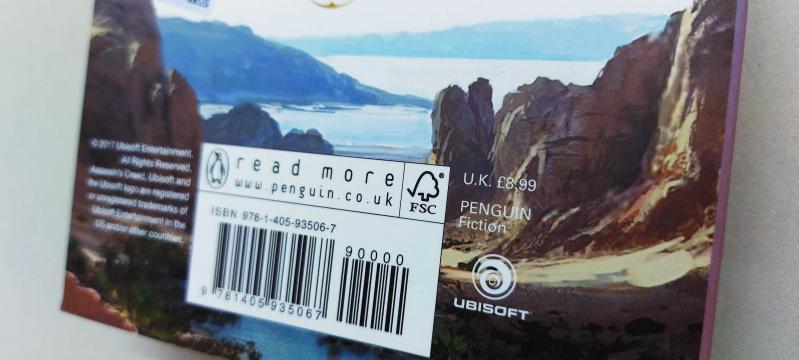 © 2017 Ubisoft Entertainment.
All Rights Reserved.
Assassin's Creed, Ubisoft and
the Ubisoft logo are registered
or unregistered trademarks of
Ubisoft Entertainment in the
US and/or other countries.
read more
www.penguin.co.uk
FSC
ISBN 978-1-405-93506-7
90000
9 781405 935067
U.K. £8.99
PENGUIN
Fiction
UBISOFT